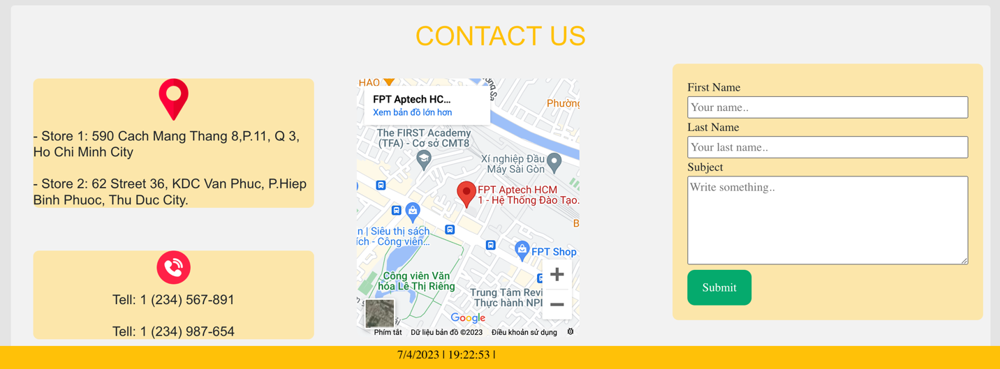 CONTACT US
- Store 1: 590 Cach Mang Thang 8,P.11, Q 3,
Ho Chi Minh City
- Store 2: 62 Street 36, KDC Van Phuc, P.Hiep
Binh Phuoc, Thu Duc City.
Tell: 1 (234) 567-891
Tell: 1 (234) 987-654
HAO
FPT Aptech HC...
Xem bản đồ lớn hơn
Phường
The FIRST Academy
(TFA) - Cơ sở CMT8
Xí nghiệp Đầu
Máy Sài Gòn
FPT Aptech HCM
1 - Hệ Thống Đào Tạo.
n | Siêu thị sách
ích - Công viên...
FPT Shop
Công viên Văn
hóa Lê Thị Riêng
Trung Tâm Revi
Thực hành NPI
Google
Phím tắt
Dữ liệu bản đồ ©2023
Điều khoản sử dụng
First Name
Your name..
Last Name
Your last name..
Subject
Write something..
Submit
7/4/2023 | 19:22:53 |